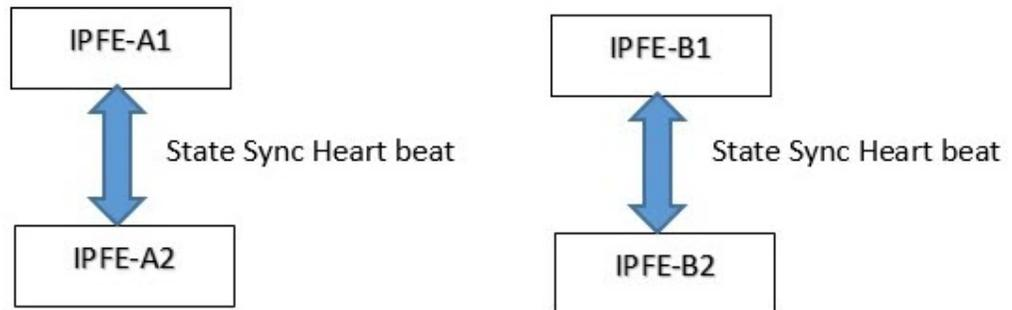 IPFE-A1
IPFE-B1
State Sync Heart beat
State Sync Heart beat
IPFE-A2
IPFE-B2